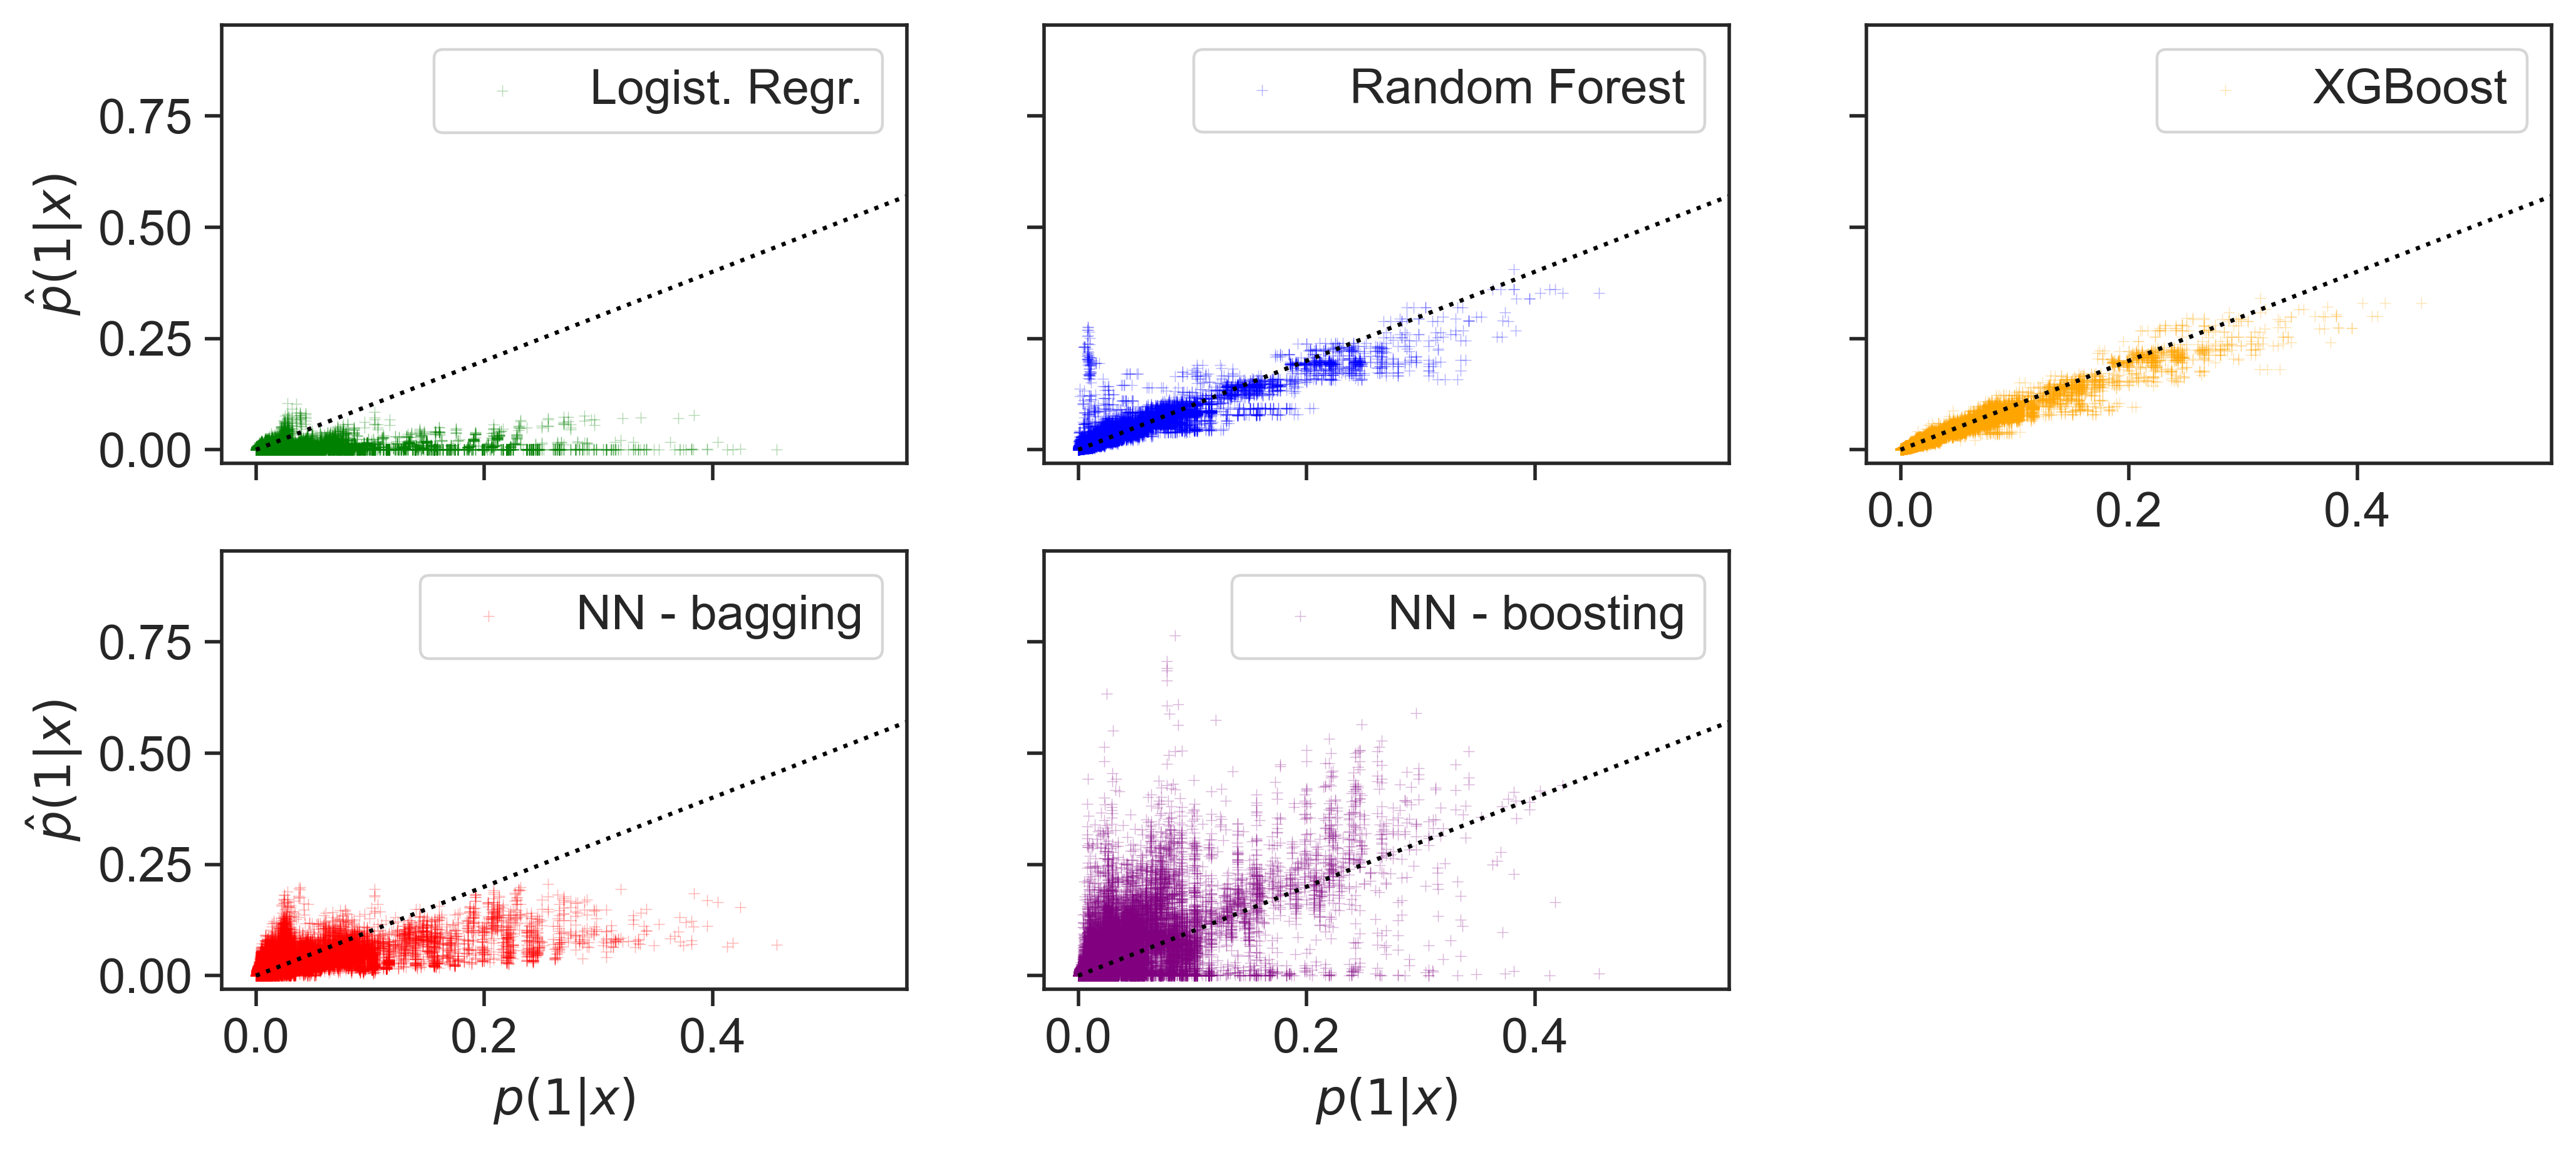 Logist. Regr.
Random Forest
XGBoost
0.75
0.50
0.25
0.00
p̂(1|x)
0.0 0.2 0.4
NN - bagging
NN - boosting
0.75
0.50
0.25
0.00
p̂(1|x)
0.0 0.2 0.4
0.0 0.2 0.4
p(1|x)
p(1|x)